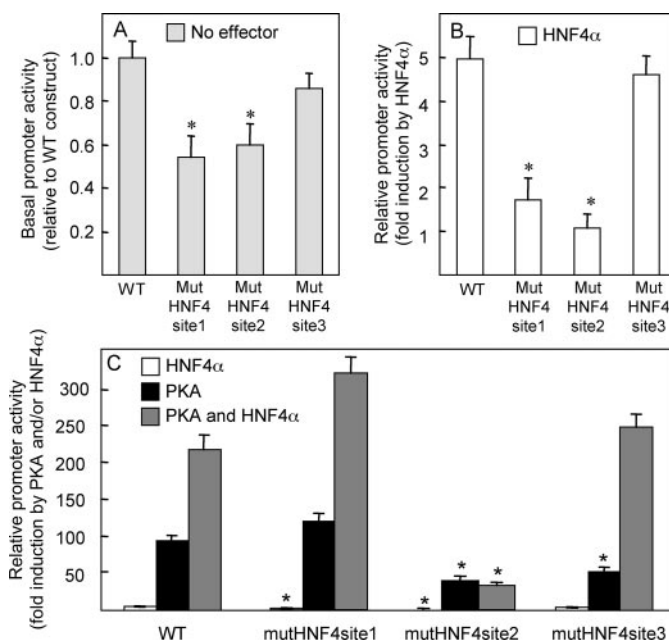 A
No effector
Basal promoter activity
(relative to WT construct)
1.0
0.8
0.6
0.4
0.2
*
*
WT
Mut
HNF4
site1
Mut
HNF4
site2
Mut
HNF4
site3
B
HNF4α
Relative promoter activity
(fold induction by HNF4α)
5
4
3
2
1
*
*
WT
Mut
HNF4
site1
Mut
HNF4
site2
Mut
HNF4
site3
C
HNF4α
PKA
PKA and HNF4α
Relative promoter activity
(fold induction by PKA and/or HNF4α)
300
250
200
150
100
50
*
*
*
*
*
WT
mutHNF4site1
mutHNF4site2
mutHNF4site3